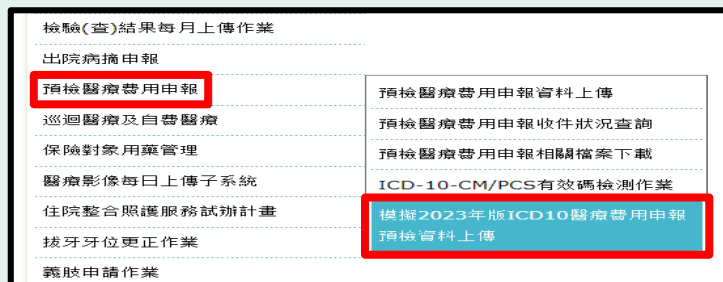 檢驗(查)結果每月上傳作業
出院病摘申報
預檢醫療費用申報
巡迴醫療及自費醫療
保險對象用藥管理
醫療影像每日上傳子系統
住院整合照護服務試辦計畫
拔牙牙位更正作業
義肢申請作業
預檢醫療費用申報資料上傳
預檢醫療費用申報收件狀況查詢
預檢醫療費用申報相關檔案下載
ICD-10-CM/PCS有效碼檢測作業
模擬2023年版ICD10醫療費用申報
預檢資料上傳